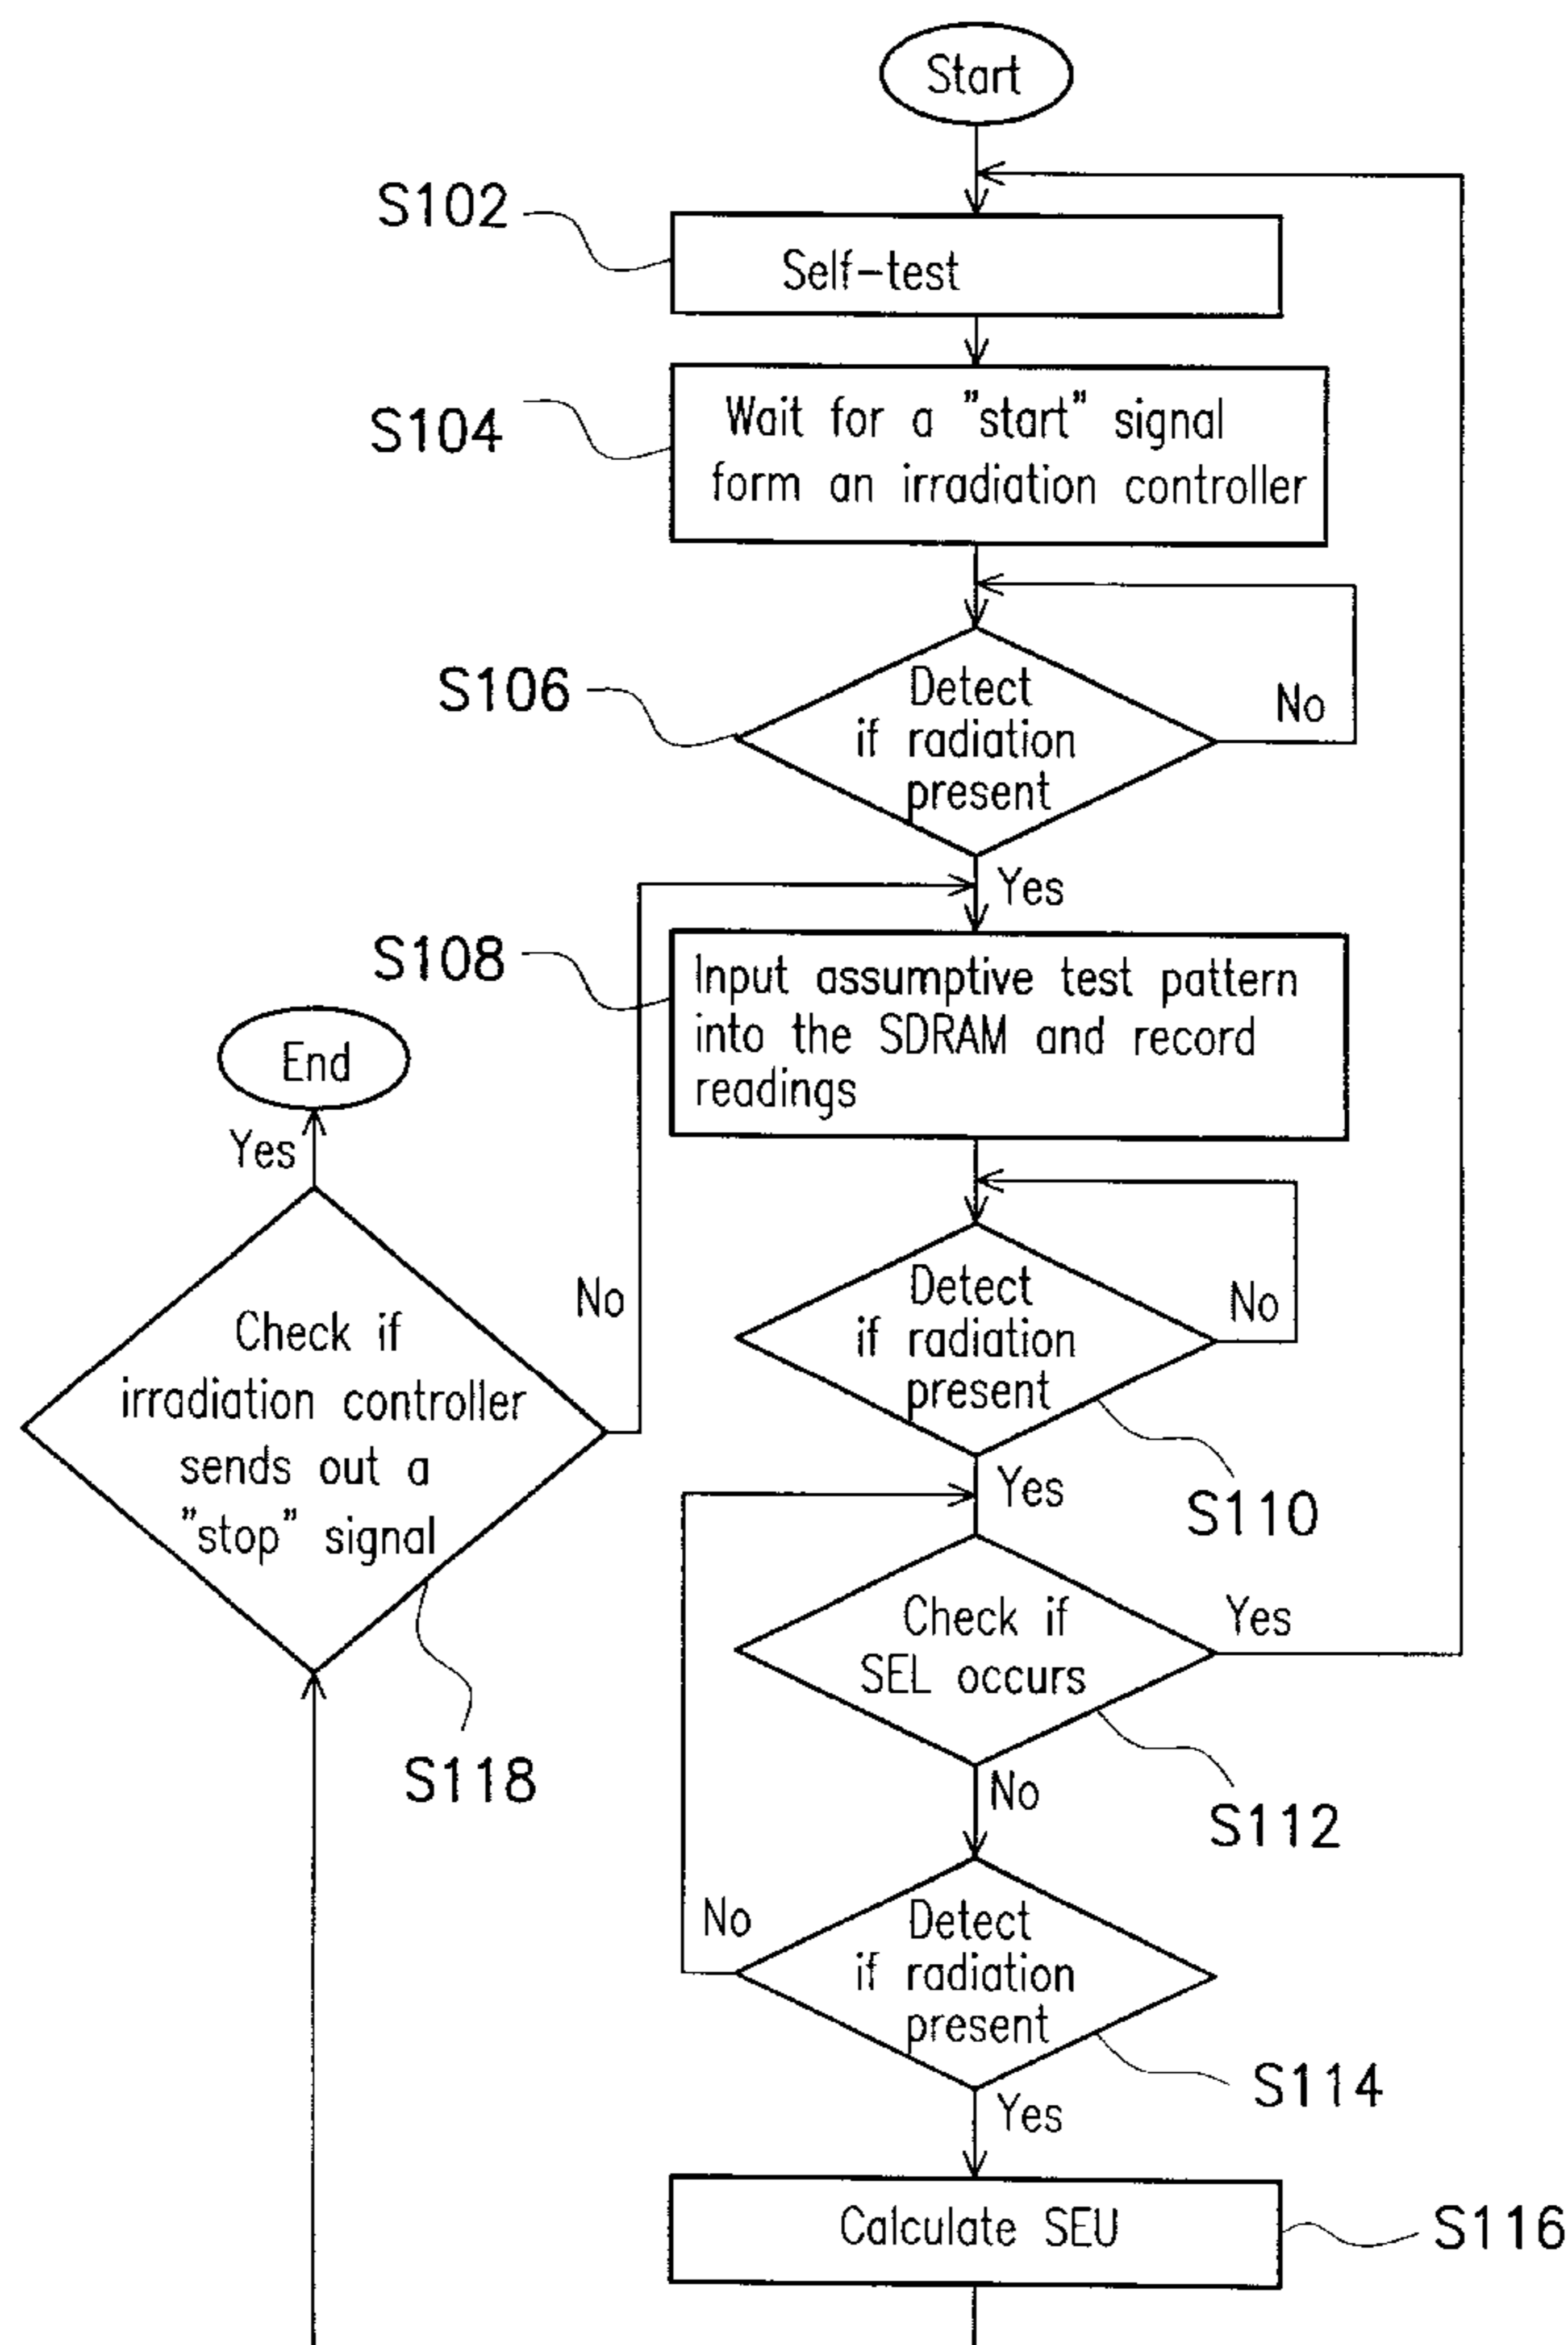 Start
S102
Self-test
S104
Wait for a "start" signal
form an irradiation controller
S106
Detect
if radiation
present
No
Yes
S108
Input assumptive test pattern
into the SDRAM and record
readings
End
Yes
Check if
irradiation controller
sends out a
"stop" signal
No
S118
Detect
if radiation
present
No
Yes
S110
Check if
SEL occurs
Yes
No
S112
Detect
if radiation
present
No
S114
Yes
Calculate SEU
S116